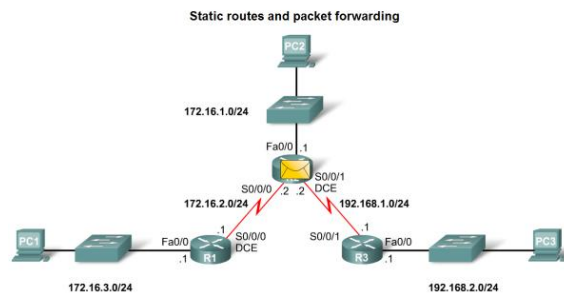 Static routes and packet forwarding
PC2
172.16.1.0/24
Fa0/0
.1
S0/0/0
.2
.2
S0/0/1
DCE
172.16.2.0/24
192.168.1.0/24
PC1
Fa0/0
.1
.1
S0/0/0
DCE
R1
.1
S0/0/1
Fa0/0
.1
R3
PC3
172.16.3.0/24
192.168.2.0/24